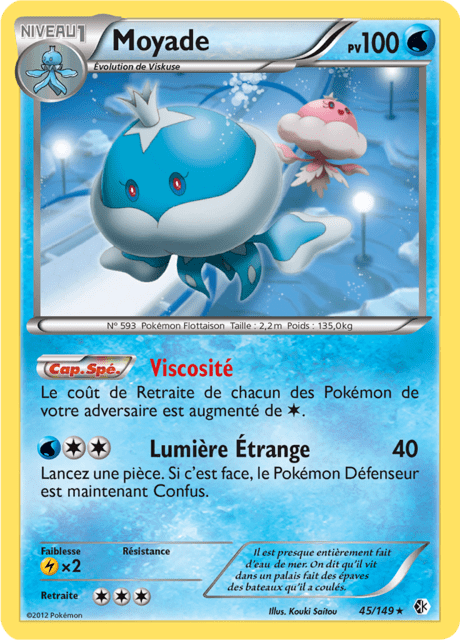 NIVEAU 1
Moyade
PV 100
Évolution de Viskuse
N° 593 Pokémon Flottaison Taille : 2,2m Poids : 135,0kg
Cap. Spé. Viscosité
Le coût de Retraite de chacun des Pokémon de
votre adversaire est augmenté de .
Lumière Étrange 40
Lancez une pièce. Si c'est face, le Pokémon Défenseur
est maintenant Confus.
Faiblesse Résistance
×2
Retraite
Il est presque entièrement fait
d'eau de mer. On dit qu'il vit
dans un palais fait des épaves
des bateaux qu'il a coulés.
©2012 Pokémon
Illus. Kouki Saitou
45/149